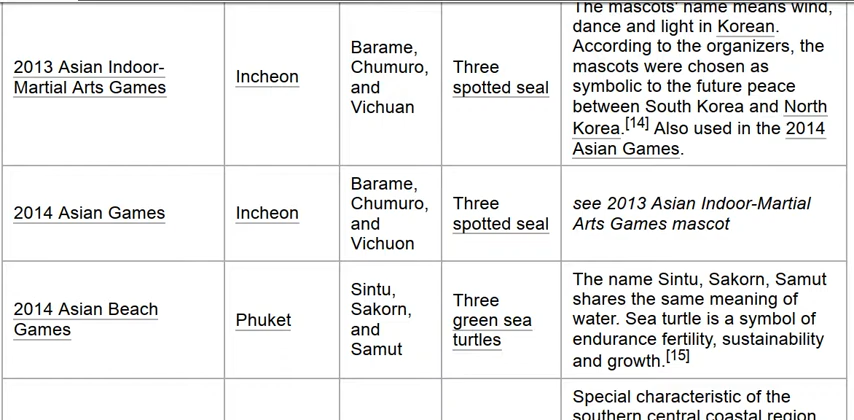 The mascots' name means wind,
dance and light in Korean.
According to the organizers, the
mascots were chosen as
symbolic to the future peace
between South Korea and North
Korea.[14] Also used in the 2014
Asian Games.
2013 Asian Indoor-
Martial Arts Games
Incheon
Barame,
Chumuro,
and
Vichuan
Three
spotted seal
2014 Asian Games
Incheon
Barame,
Chumuro,
and
Vichuon
Three
spotted seal
see 2013 Asian Indoor-Martial
Arts Games mascot
2014 Asian Beach
Games
Phuket
Sintu,
Sakorn,
and
Samut
Three
green sea
turtles
The name Sintu, Sakorn, Samut
shares the same meaning of
water. Sea turtle is a symbol of
endurance fertility, sustainability
and growth.[15]
Special characteristic of the
southern central coastal region